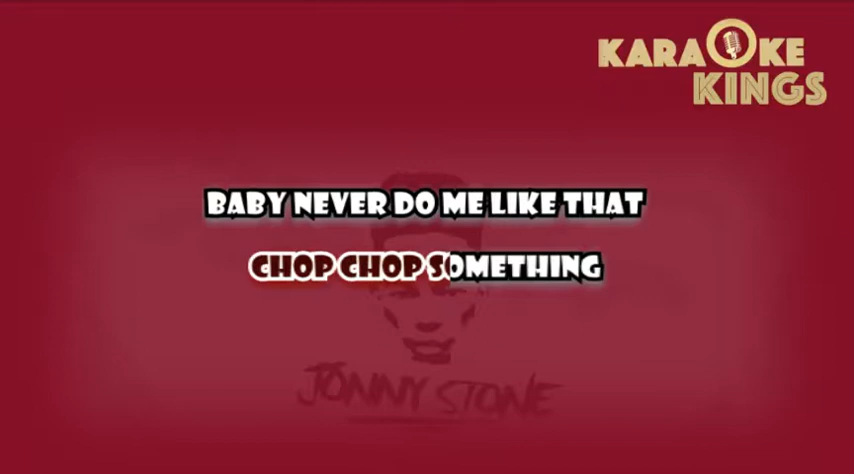 KARAOKE
KINGS
BABY NEVER DO ME LIKE THAT
CHOP CHOP SOMETHING
JONNY STONE